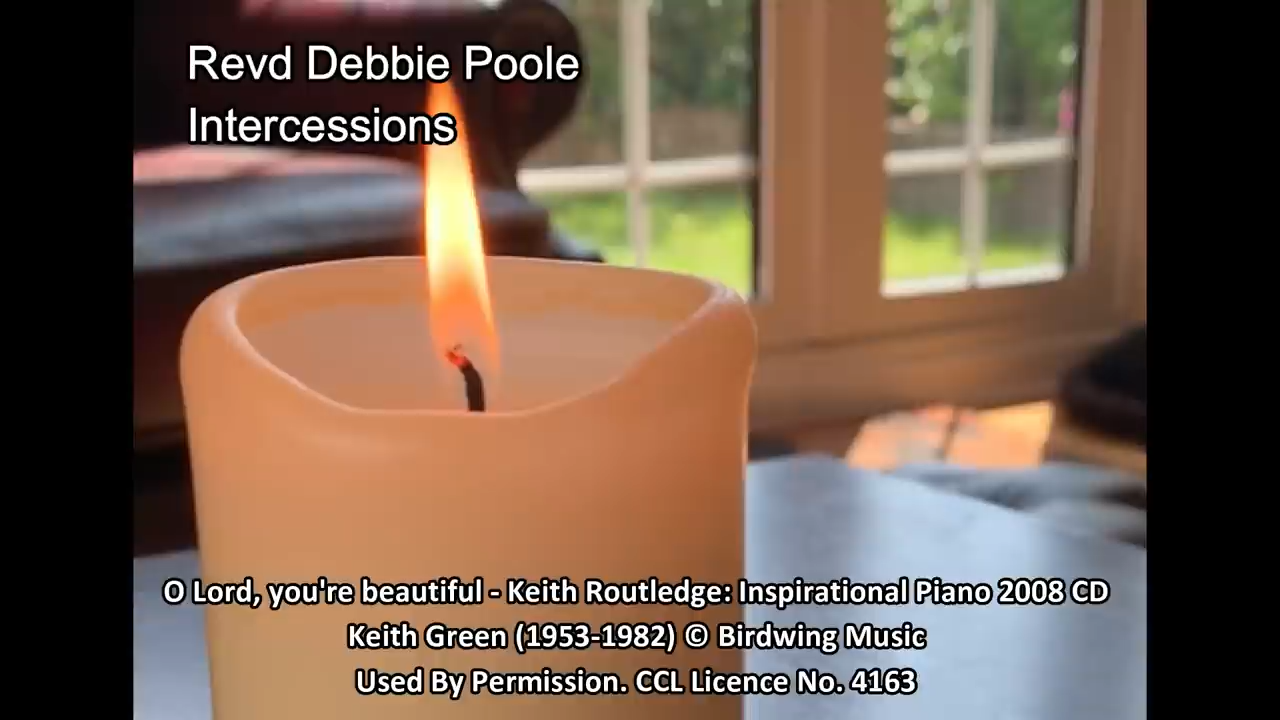 Revd Debbie Poole
Intercessions
O Lord, you're beautiful - Keith Routledge: Inspirational Piano 2008 CD
Keith Green (1953-1982) © Birdwing Music
Used By Permission. CCL Licence No. 4163